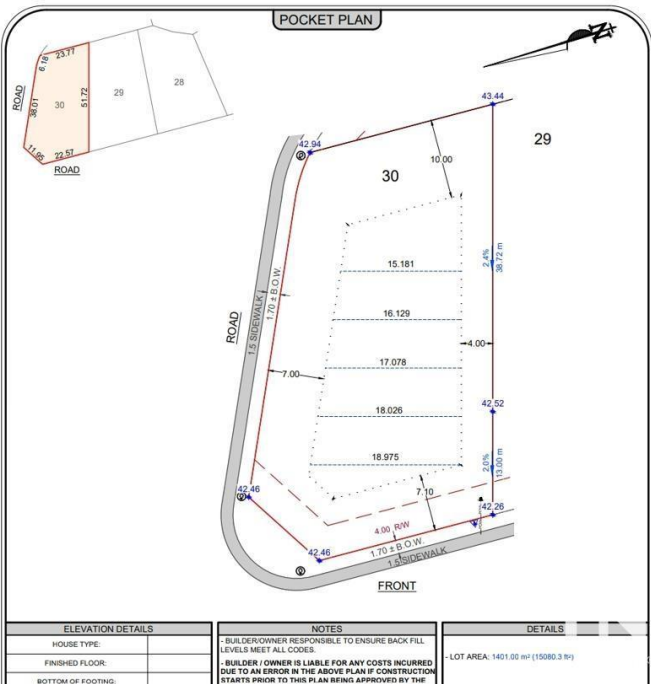 POCKET PLAN
23.77
6.18
ROAD
38.01
30
51.72
29
28
11.95
22.57
ROAD
N
43.44
42.94
29
30
10.00
15.181
2.4%
38.72 m
1.70 ± B.O.W.
1.5 SIDEWALK
ROAD
16.129
4.00
17.078
7.00
18.026
42.52
18.975
2.0%
13.00 m
7.10
42.46
42.26
4.00 R/W
42.46
1.70 ± B.O.W.
1.5 SIDEWALK
FRONT
ELEVATION DETAILS
HOUSE TYPE:
FINISHED FLOOR:
BOTTOM OF FOOTING:
NOTES
- BUILDER/OWNER RESPONSIBLE TO ENSURE BACK FILL
LEVELS MEET ALL CODES.
- BUILDER / OWNER IS LIABLE FOR ANY COSTS INCURRED
DUE TO AN ERROR IN THE ABOVE PLAN IF CONSTRUCTION
STARTS PRIOR TO THIS PLAN BEING APPROVED BY THE
DETAILS
- LOT AREA: 1401.00 m² (15080.3 ft²)